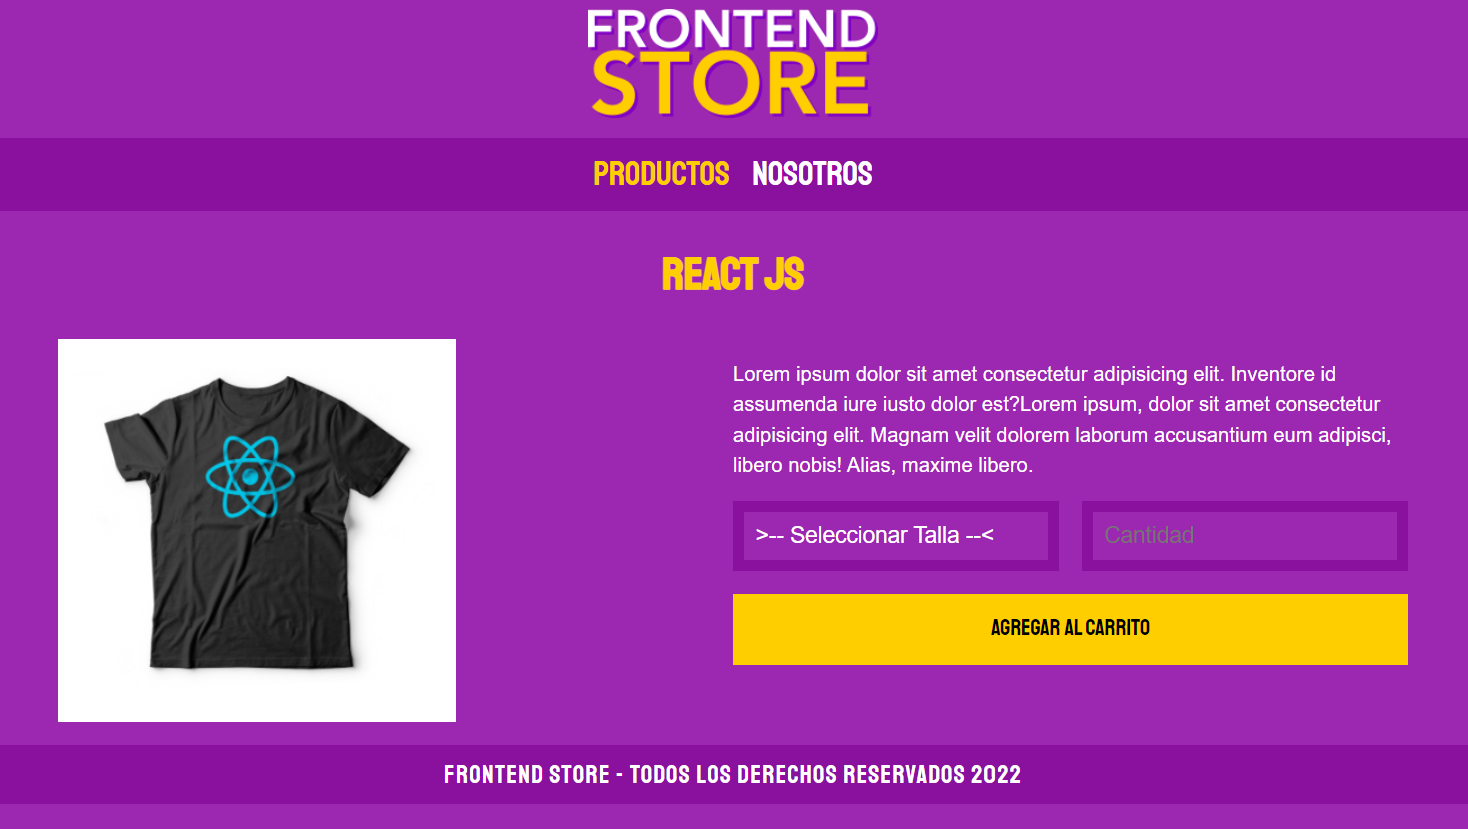 FRONTEND
STORE
PRODUCTOS NOSOTROS
REACT JS
Lorem ipsum dolor sit amet consectetur adipisicing elit. Inventore id
assumenda iure iusto dolor est?Lorem ipsum, dolor sit amet consectetur
adipisicing elit. Magnam velit dolorem laborum accusantium eum adipisci,
libero nobis! Alias, maxime libero.
>-- Seleccionar Talla --< Cantidad
AGREGAR AL CARRITO
FRONTEND STORE - TODOS LOS DERECHOS RESERVADOS 2022